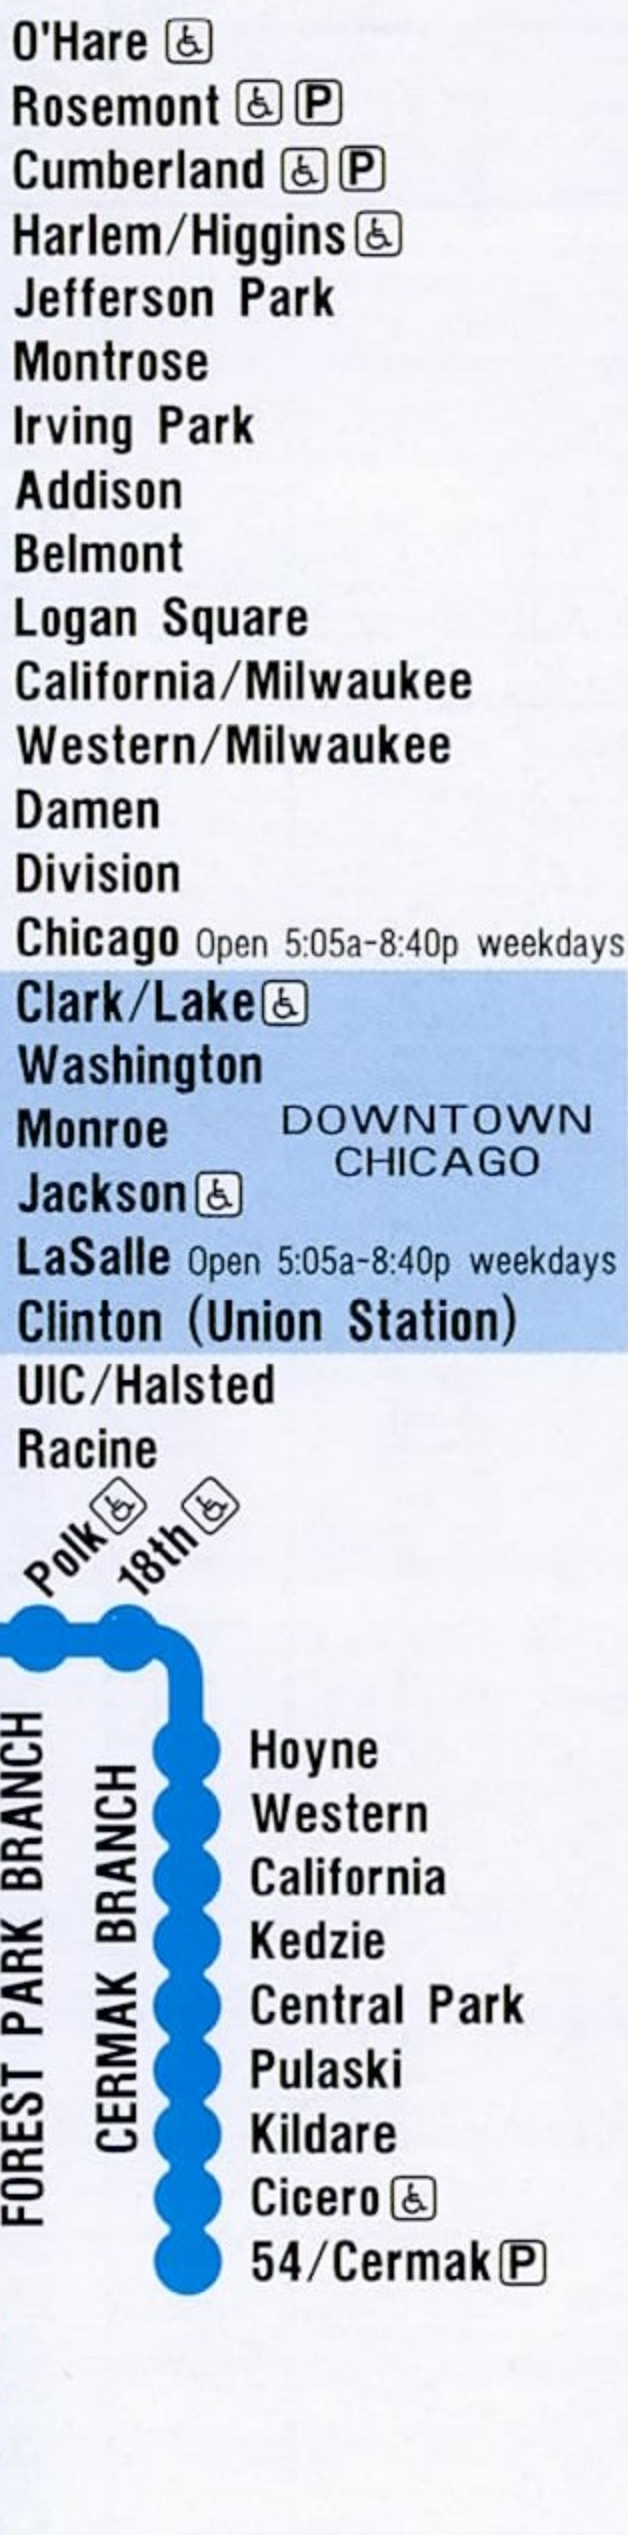 O'Hare
Rosemont P
Cumberland P
Harlem/Higgins
Jefferson Park
Montrose
Irving Park
Addison
Belmont
Logan Square
California/Milwaukee
Western/Milwaukee
Damen
Division
Chicago Open 5:05a-8:40p weekdays
Clark/Lake
Washington
Monroe
DOWNTOWN
CHICAGO
Jackson
LaSalle Open 5:05a-8:40p weekdays
Clinton (Union Station)
UIC/Halsted
Racine
Polk
18th
FOREST PARK BRANCH
CERMAK BRANCH
Hoyne
Western
California
Kedzie
Central Park
Pulaski
Kildare
Cicero
54/Cermak P